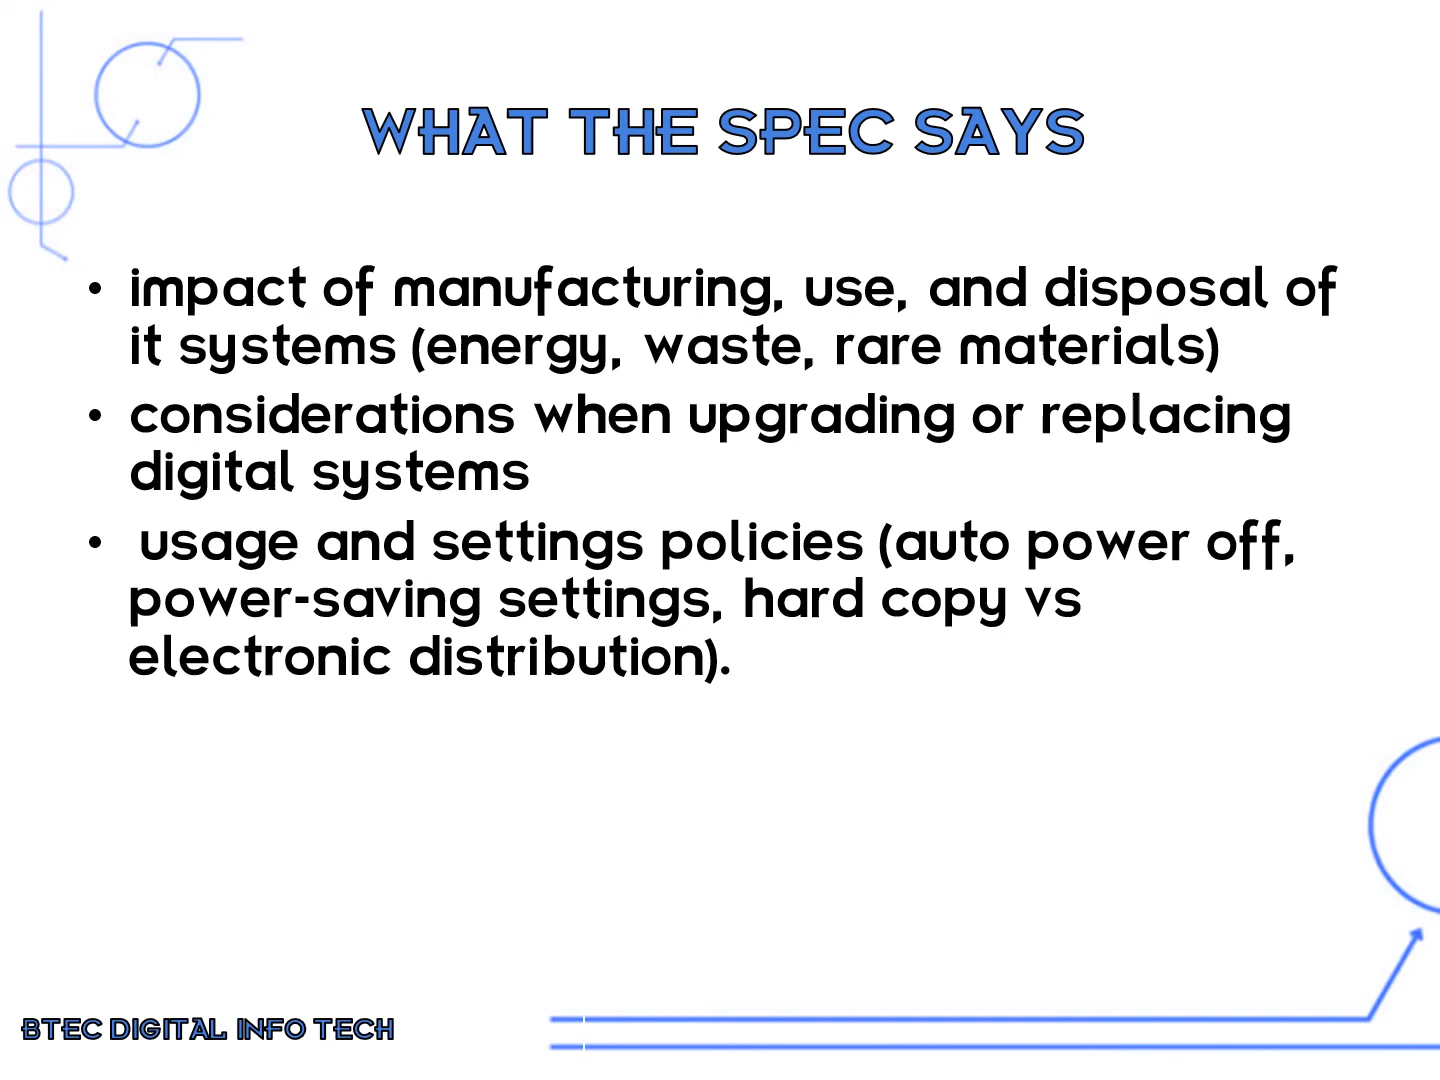 WHAT THE SPEC SAYS
• impact of manufacturing, use, and disposal of
it systems (energy, waste, rare materials)
• considerations when upgrading or replacing
digital systems
• usage and settings policies (auto power off,
power-saving settings, hard copy vs
electronic distribution).
BTEC DIGITAL INFO TECH